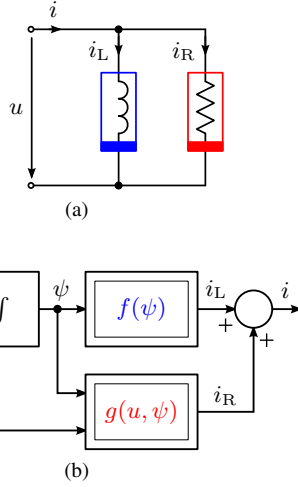 i
i_L
i_R
u
(a)
∫
ψ
f(ψ)
i_L
i
+
+
g(u, ψ)
i_R
(b)